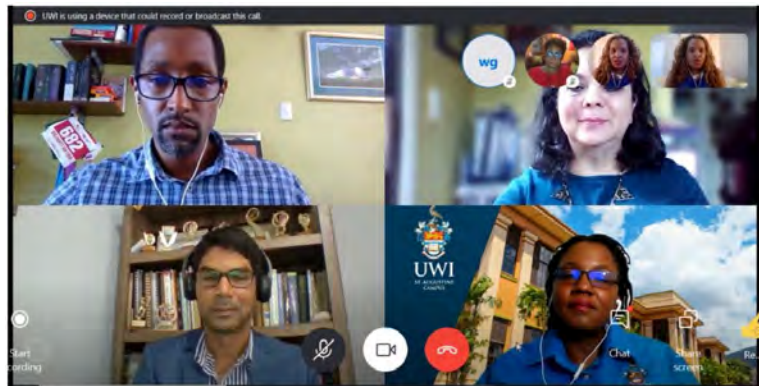 UWI is using a device that could record or broadcast this call.
wg
682
UWI
ST. AUGUSTINE
CAMPUS
Start
cording
Chat
Share
screen
Re...